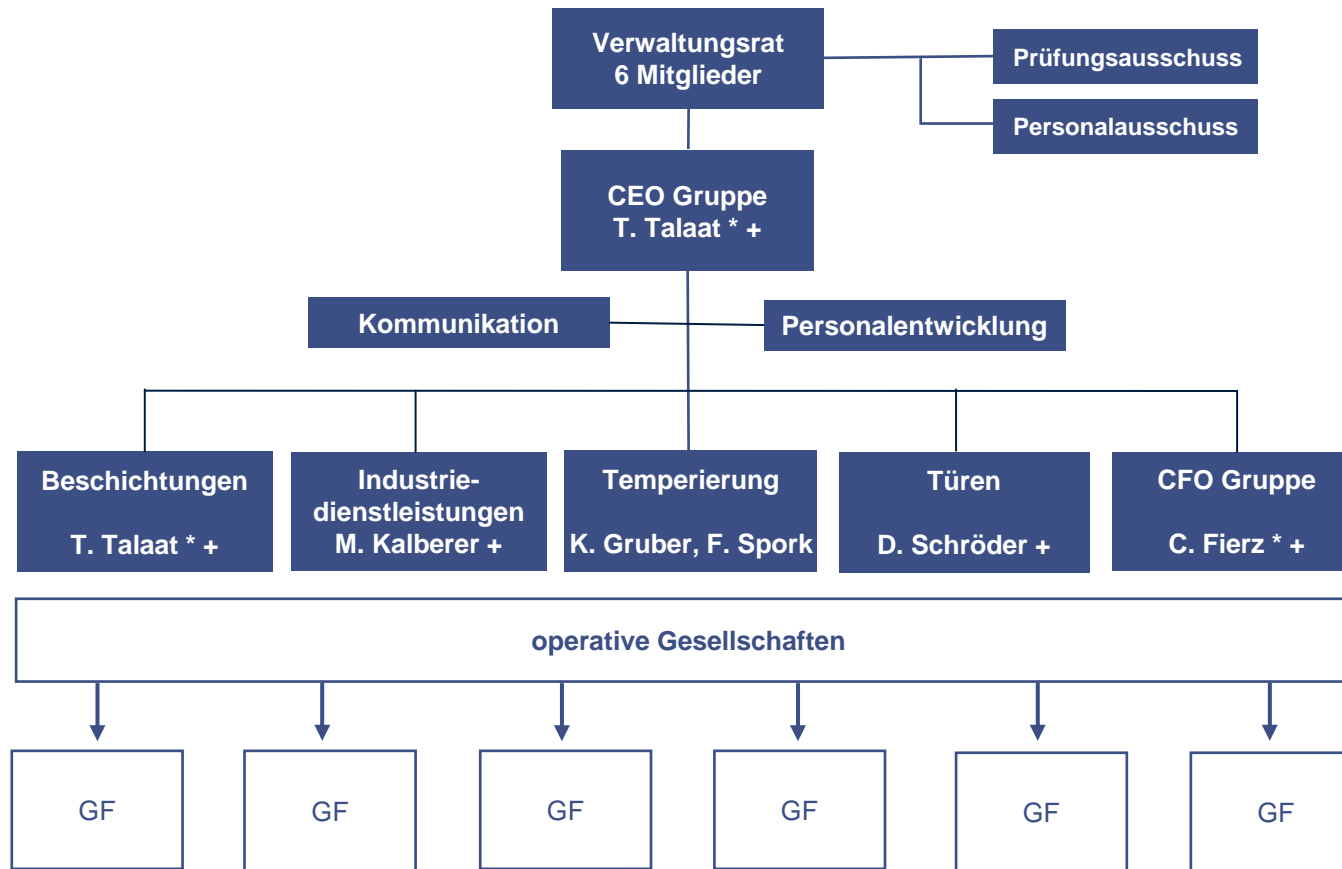 Verwaltungsrat
6 Mitglieder
Prüfungsausschuss
Personalausschuss
CEO Gruppe
T. Talaat * +
Kommunikation
Personalentwicklung
Beschichtungen
T. Talaat * +
Industrie-
dienstleistungen
M. Kalberer +
Temperierung
K. Gruber, F. Spork
Türen
D. Schröder +
CFO Gruppe
C. Fierz * +
operative Gesellschaften
GF
GF
GF
GF
GF
GF